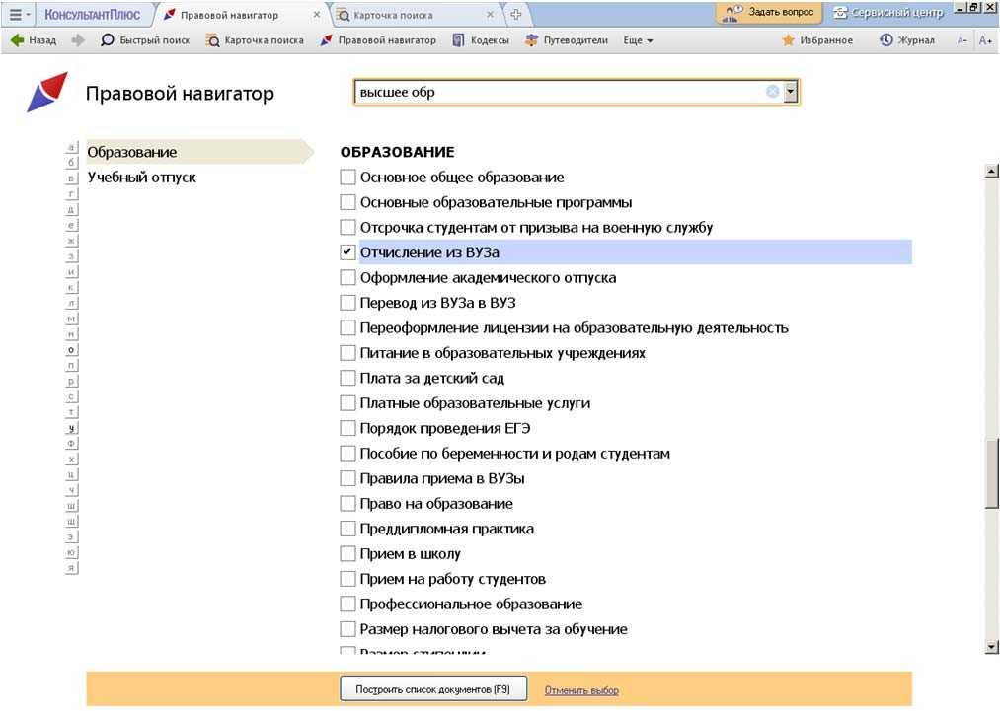 КонсультантПлюс Правовой навигатор Карточка поиска Задать вопрос Сервисный центр
Назад Быстрый поиск Карточка поиска Правовой навигатор Кодексы Путеводители Еще Избранное Журнал А- А+
Правовой навигатор
высшее обр
а
б
в
г
д
е
ж
з
и
к
л
м
н
о
п
р
с
т
у
ф
х
ц
ч
ш
щ
э
ю
я
Образование
Учебный отпуск
ОБРАЗОВАНИЕ
Основное общее образование
Основные образовательные программы
Отсрочка студентам от призыва на военную службу
Отчисление из ВУЗа
Оформление академического отпуска
Перевод из ВУЗа в ВУЗ
Переоформление лицензии на образовательную деятельность
Питание в образовательных учреждениях
Плата за детский сад
Платные образовательные услуги
Порядок проведения ЕГЭ
Пособие по беременности и родам студентам
Правила приема в ВУЗы
Право на образование
Преддипломная практика
Прием в школу
Прием на работу студентов
Профессиональное образование
Размер налогового вычета за обучение
Размер стипендии
Построить список документов (F9) Отменить выбор